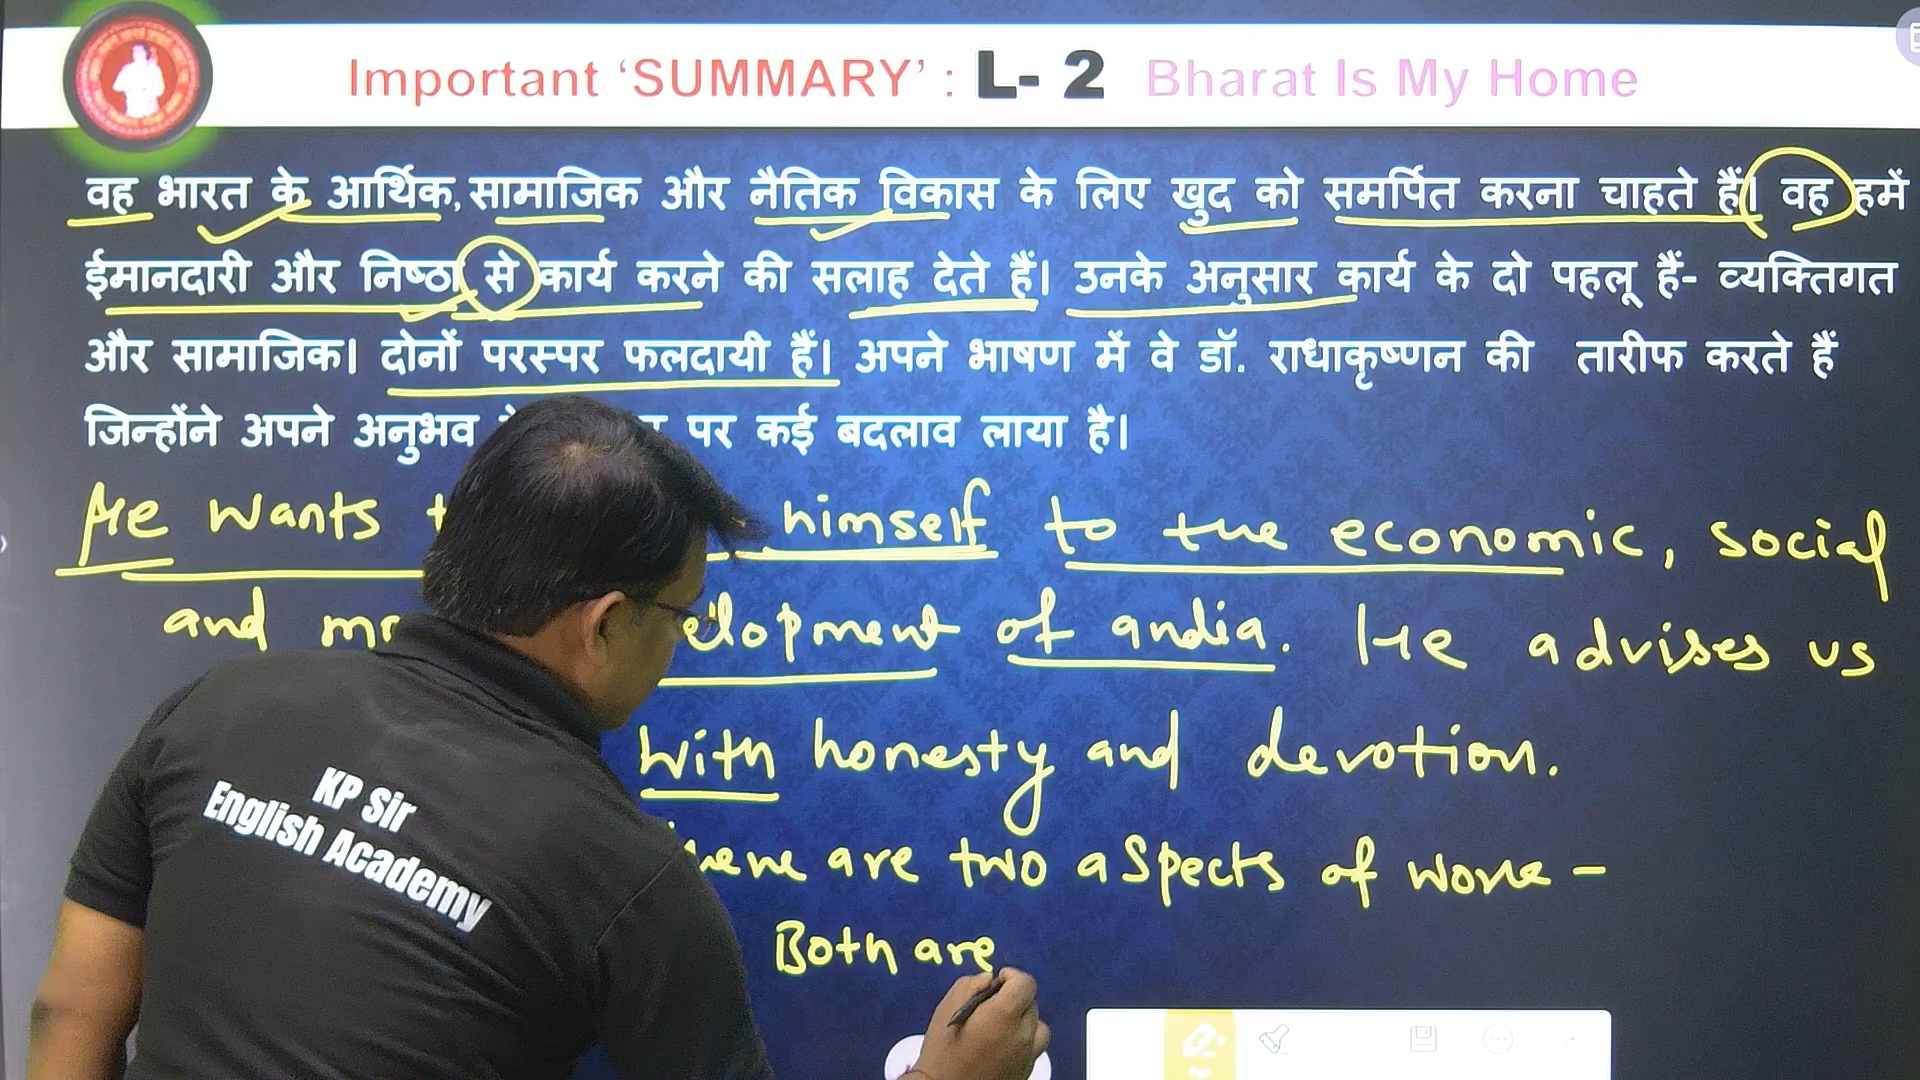 Important ‘SUMMARY’ : L- 2 Bharat Is My Home
वह भारत के आर्थिक, सामाजिक और नैतिक विकास के लिए खुद को समर्पित करना चाहते हैं। वह हमें
ईमानदारी और निष्ठा से कार्य करने की सलाह देते हैं। उनके अनुसार कार्य के दो पहलू हैं- व्यक्तिगत
और सामाजिक। दोनों परस्पर फलदायी हैं। अपने भाषण में वे डॉ. राधाकृष्णन की तारीफ करते हैं
जिन्होंने अपने अनुभव पर कई बदलाव लाया है।
He wants himself to the economic, social
and of india. He advises us
with honesty and devotion.
are two aspects of work -
Both are
KP Sir
English Academy